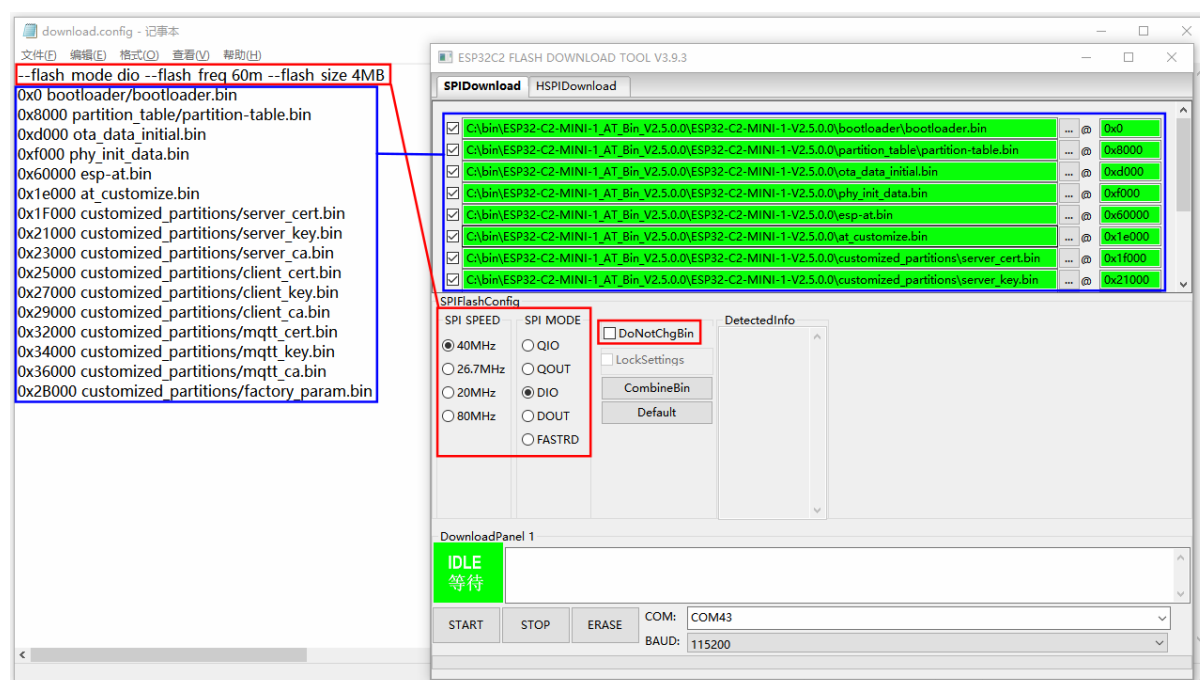 download.config - 记事本
文件(F) 编辑(E) 格式(O) 查看(V) 帮助(H)
--flash_mode dio --flash_freq 60m --flash_size 4MB
0x0 bootloader/bootloader.bin
0x8000 partition_table/partition-table.bin
0xd000 ota_data_initial.bin
0xf000 phy_init_data.bin
0x60000 esp-at.bin
0x1e000 at_customize.bin
0x1F000 customized_partitions/server_cert.bin
0x21000 customized_partitions/server_key.bin
0x23000 customized_partitions/server_ca.bin
0x25000 customized_partitions/client_cert.bin
0x27000 customized_partitions/client_key.bin
0x29000 customized_partitions/client_ca.bin
0x32000 customized_partitions/mqtt_cert.bin
0x34000 customized_partitions/mqtt_key.bin
0x36000 customized_partitions/mqtt_ca.bin
0x2B000 customized_partitions/factory_param.bin
ESP32C2 FLASH DOWNLOAD TOOL V3.9.3
SPIDownload HSPIDownload
C:\bin\ESP32-C2-MINI-1_AT_Bin_V2.5.0.0\ESP32-C2-MINI-1-V2.5.0.0\bootloader\bootloader.bin ... @ 0x0
C:\bin\ESP32-C2-MINI-1_AT_Bin_V2.5.0.0\ESP32-C2-MINI-1-V2.5.0.0\partition_table\partition-table.bin ... @ 0x8000
C:\bin\ESP32-C2-MINI-1_AT_Bin_V2.5.0.0\ESP32-C2-MINI-1-V2.5.0.0\ota_data_initial.bin ... @ 0xd000
C:\bin\ESP32-C2-MINI-1_AT_Bin_V2.5.0.0\ESP32-C2-MINI-1-V2.5.0.0\phy_init_data.bin ... @ 0xf000
C:\bin\ESP32-C2-MINI-1_AT_Bin_V2.5.0.0\ESP32-C2-MINI-1-V2.5.0.0\esp-at.bin ... @ 0x60000
C:\bin\ESP32-C2-MINI-1_AT_Bin_V2.5.0.0\ESP32-C2-MINI-1-V2.5.0.0\at_customize.bin ... @ 0x1e000
C:\bin\ESP32-C2-MINI-1_AT_Bin_V2.5.0.0\ESP32-C2-MINI-1-V2.5.0.0\customized_partitions\server_cert.bin ... @ 0x1f000
C:\bin\ESP32-C2-MINI-1_AT_Bin_V2.5.0.0\ESP32-C2-MINI-1-V2.5.0.0\customized_partitions\server_key.bin ... @ 0x21000
SPIFlashConfig
SPI SPEED
40MHz
26.7MHz
20MHz
80MHz
SPI MODE
QIO
QOUT
DIO
DOUT
FASTRD
DoNotChgBin
LockSettings
CombineBin
Default
DetectedInfo
DownloadPanel 1
IDLE
等待
START STOP ERASE
COM: COM43
BAUD: 115200